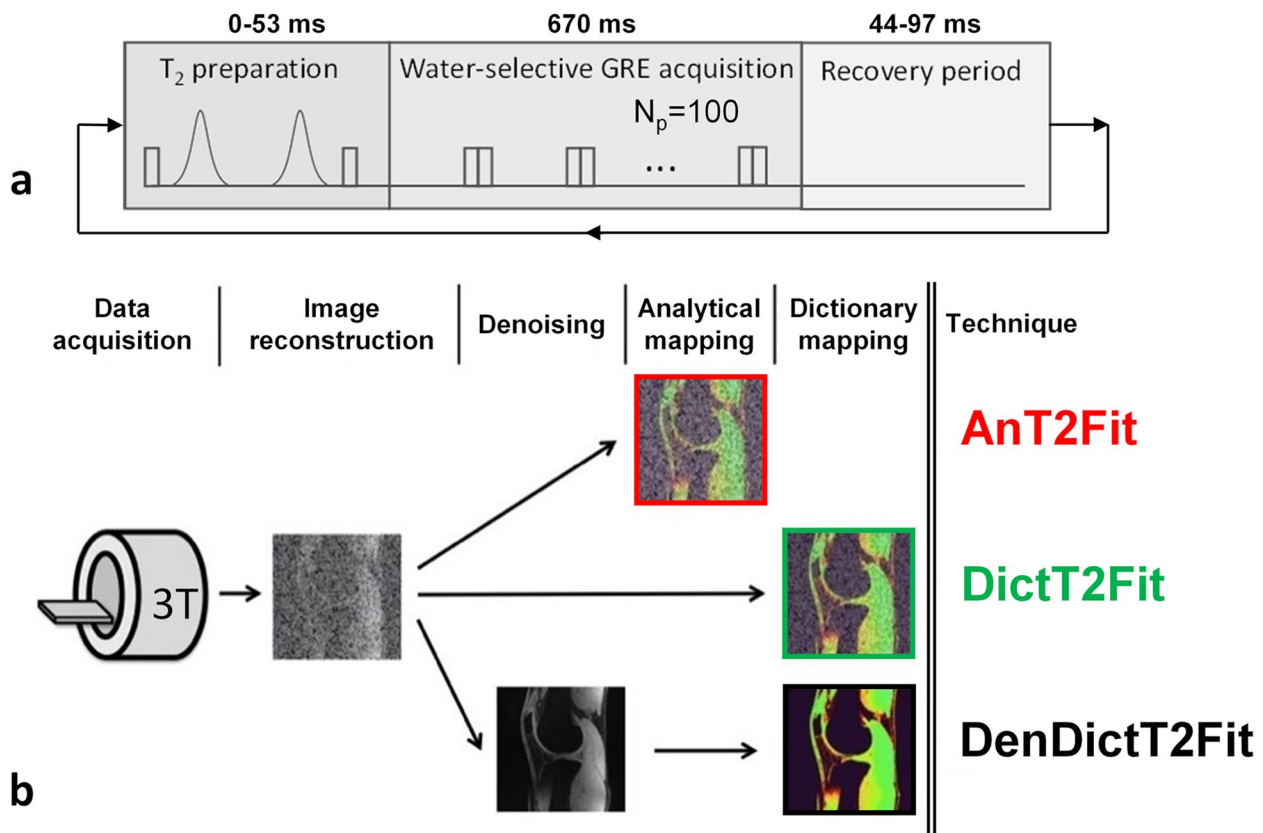 0-53 ms 670 ms 44-97 ms
T2 preparation Water-selective GRE acquisition Recovery period
Np=100
...
a
Data acquisition Image reconstruction Denoising Analytical mapping Dictionary mapping Technique
AnT2Fit
3T
DictT2Fit
DenDictT2Fit
b